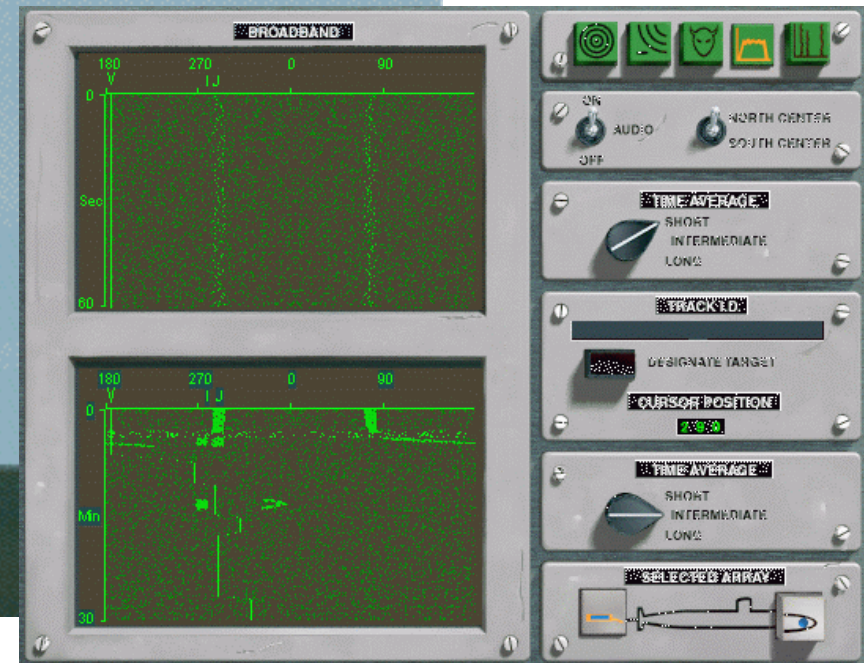 BROADBAND
180 270 0 90
V I J
0
Sec
60
180 270 0 90
V I J
0
Min
30
ON
AUDIO
OFF
NORTH CENTER
SOUTH CENTER
TIME AVERAGE
SHORT
INTERMEDIATE
LONG
TRACK I.D.
DESIGNATE TARGET
CURSOR POSITION
290
TIME AVERAGE
SHORT
INTERMEDIATE
LONG
SELECTED ARRAY